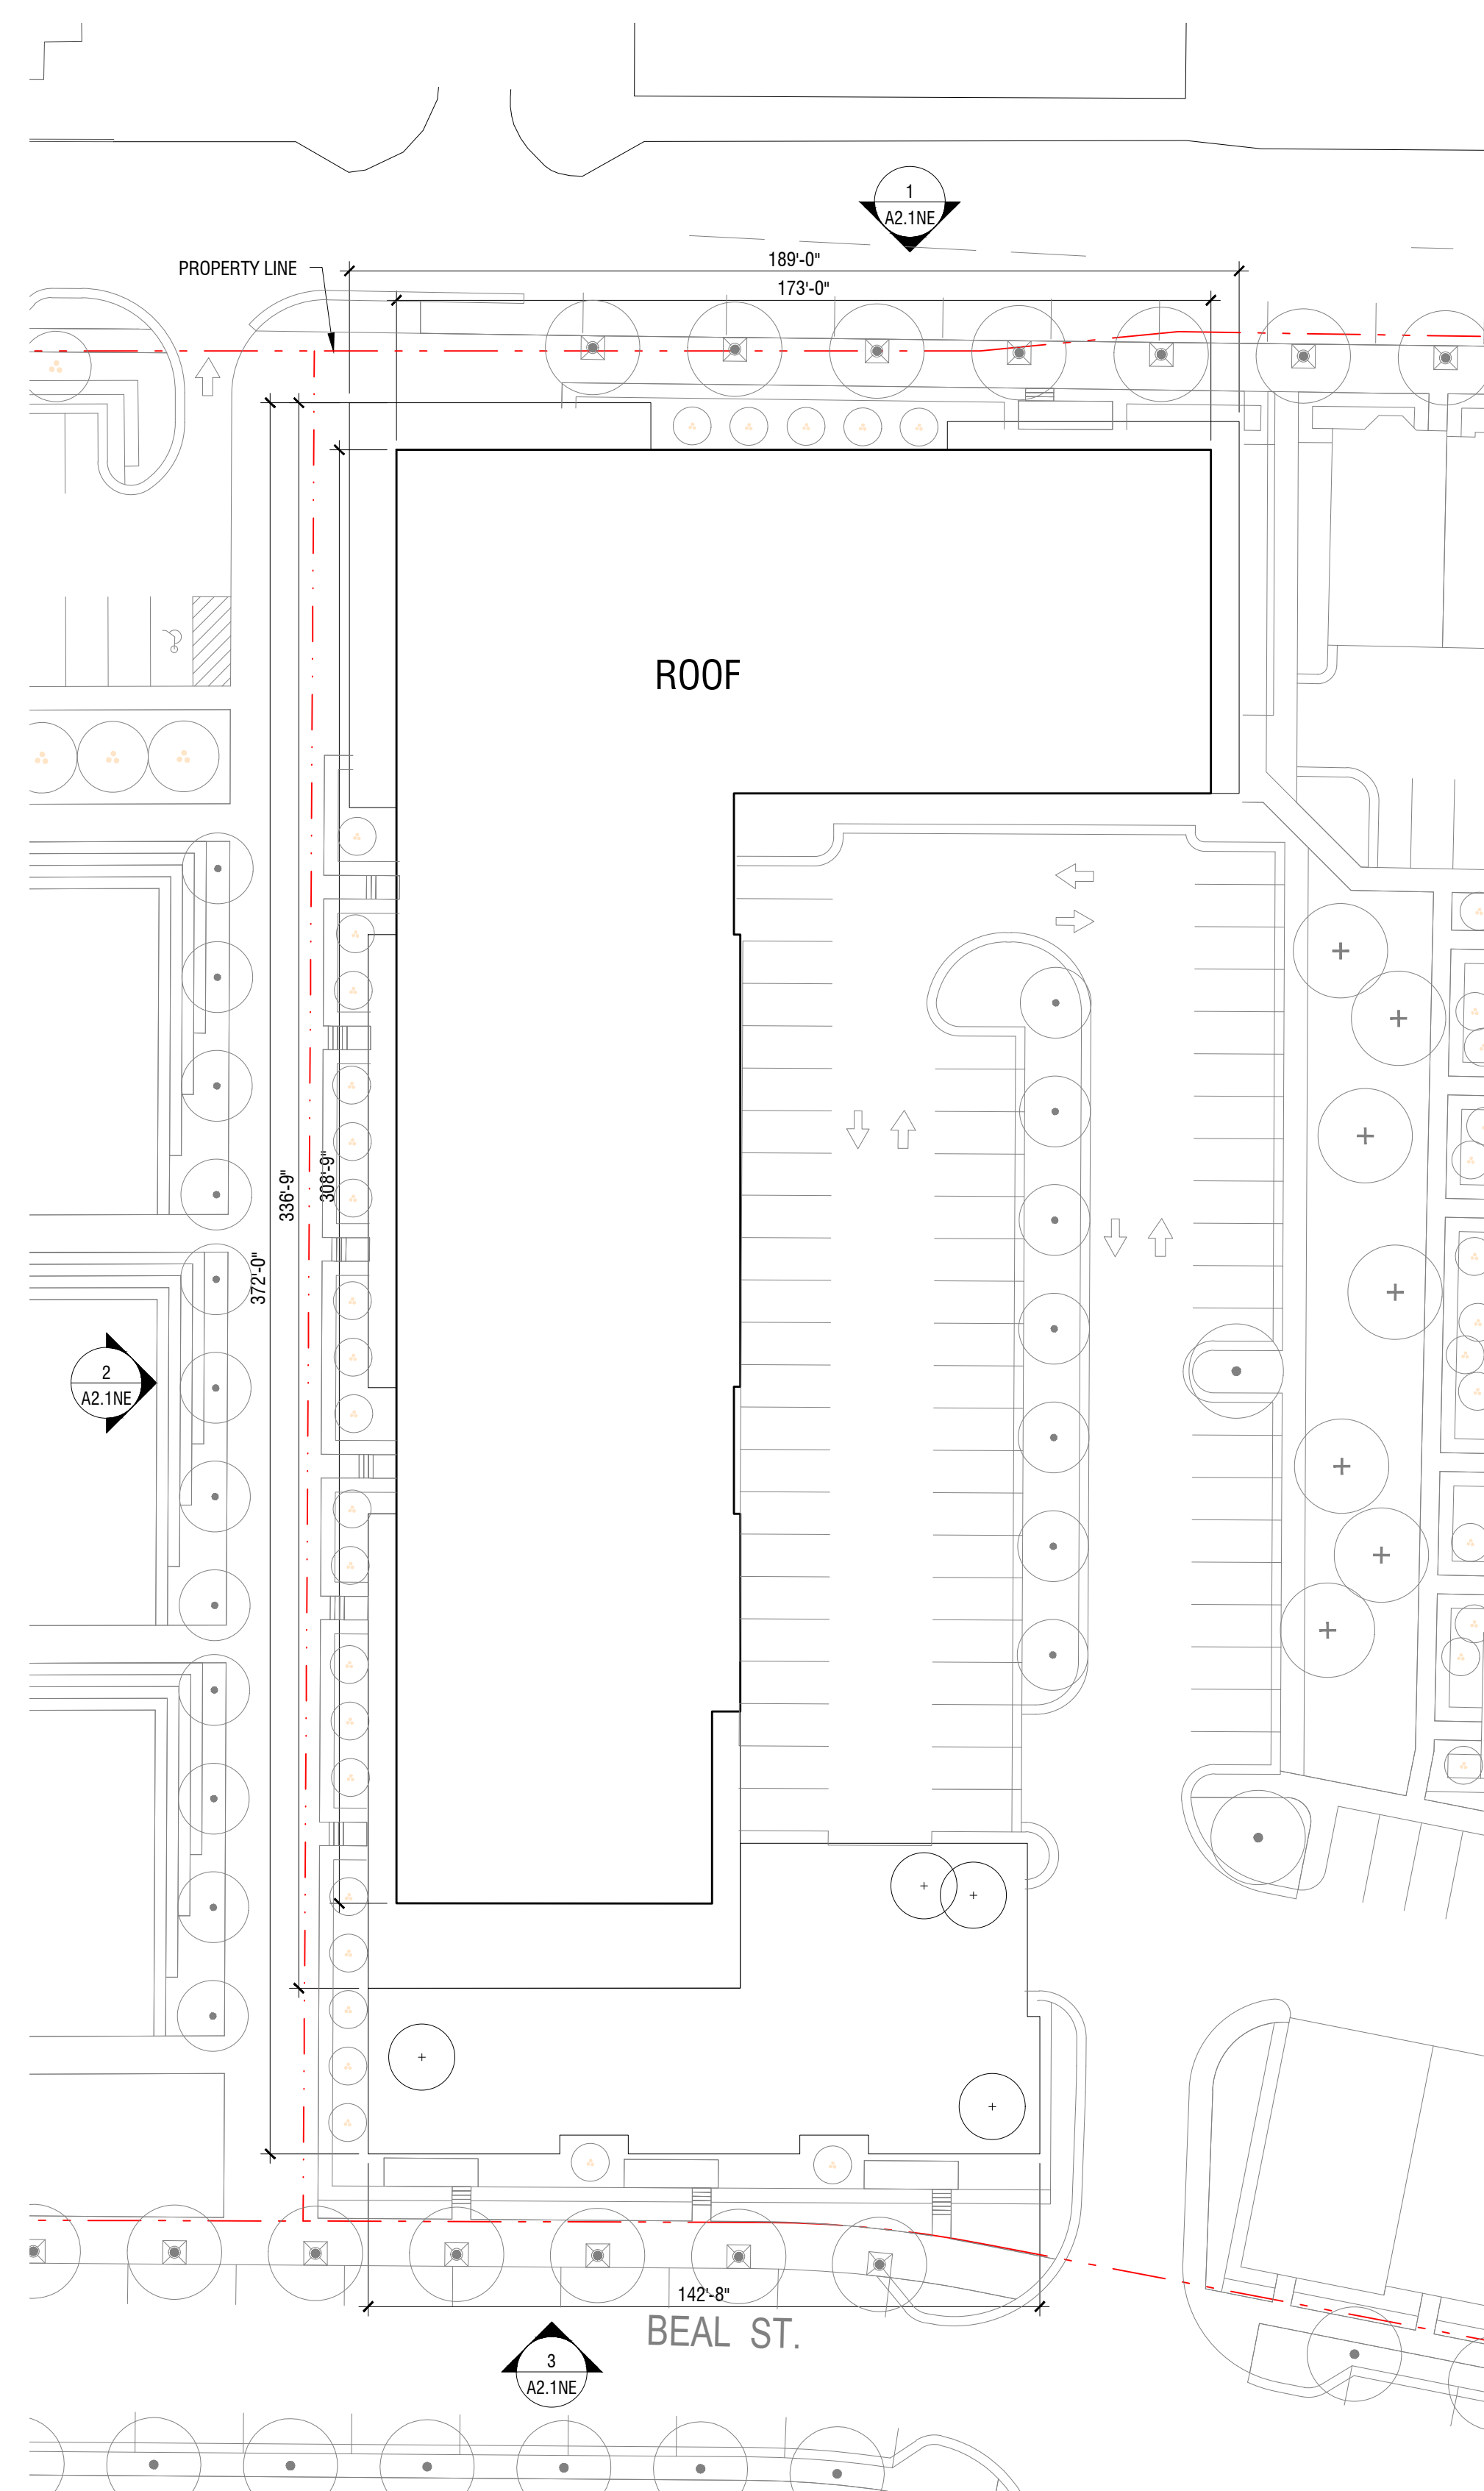 1
A2.1NE
189'-0"
PROPERTY LINE
173'-0"
ROOF
308'-9"
336'-9"
372'-0"
2
A2.1NE
142'-8"
BEAL ST.
3
A2.1NE